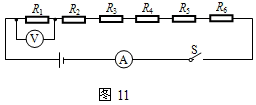 R₁ R₂ R₃ R₄ R₅ R₆
V
A
S
图 11